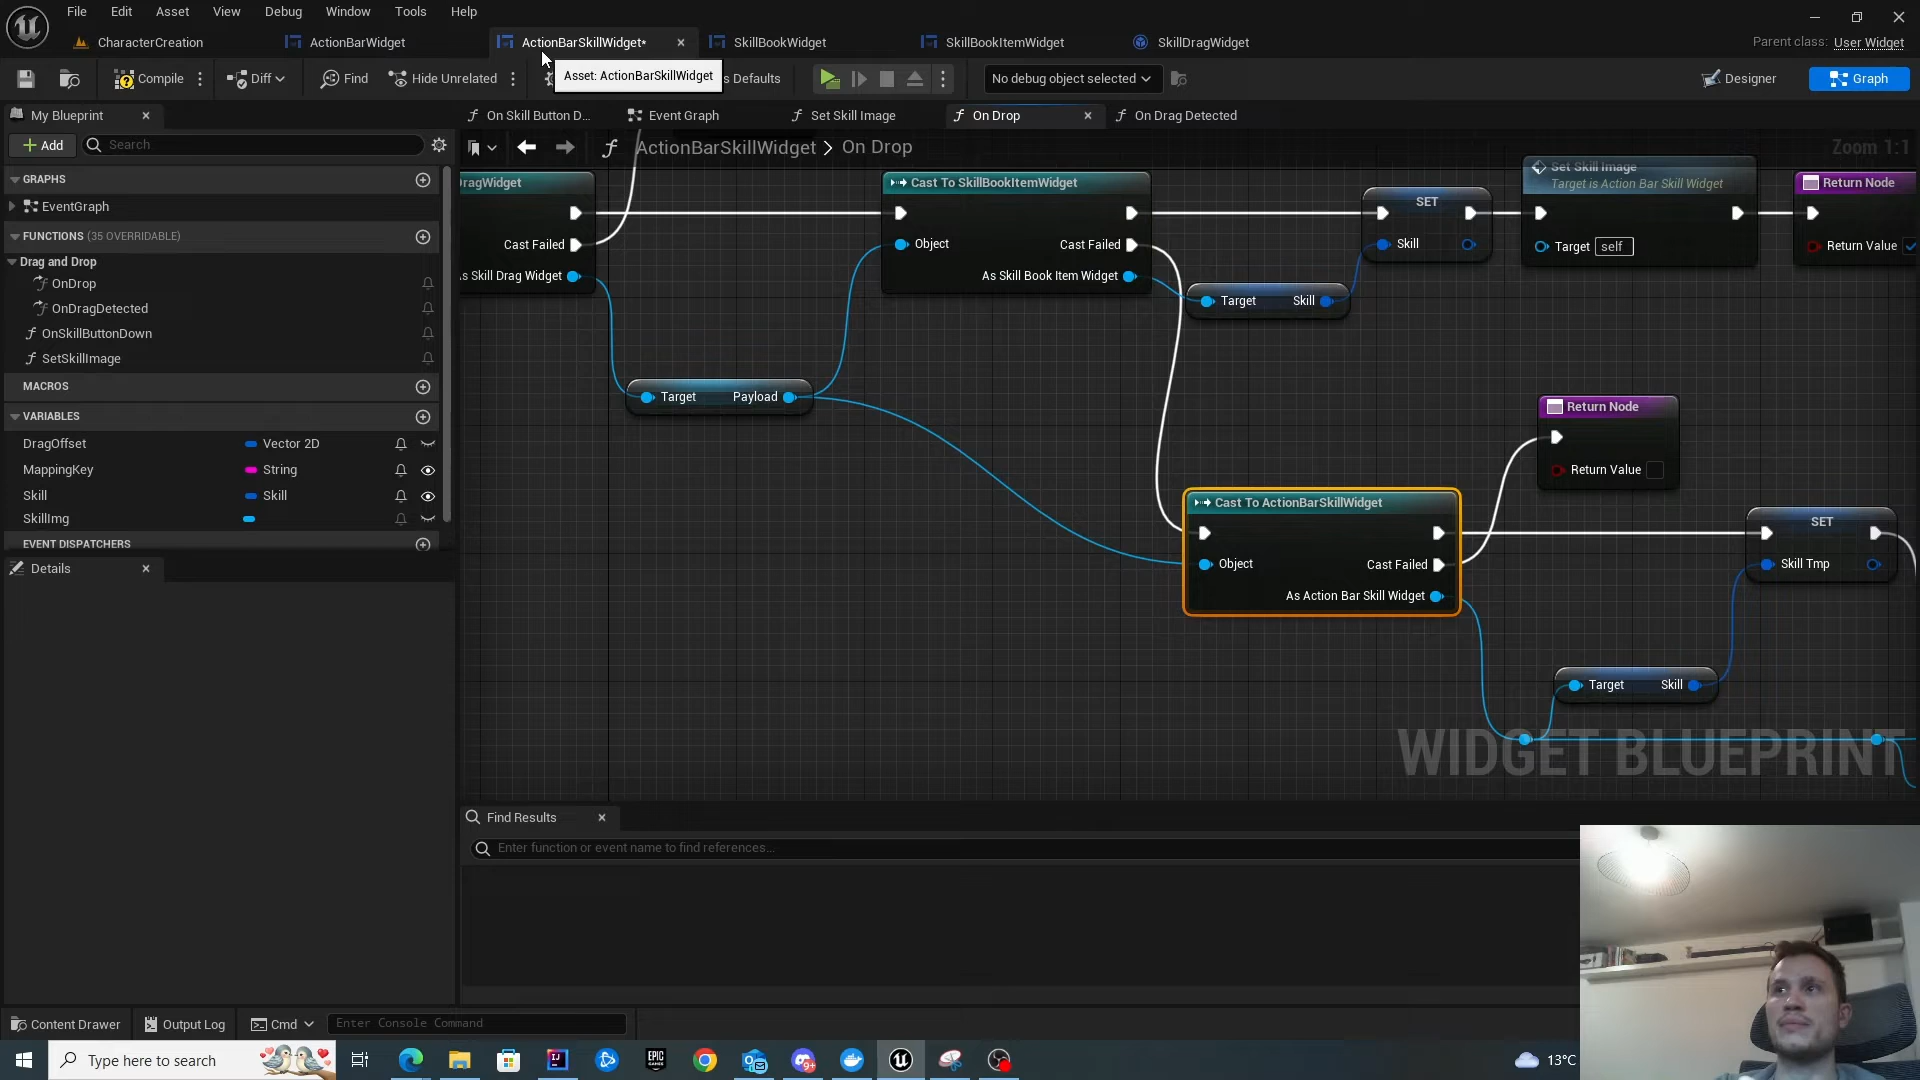 File Edit Asset View Debug Window Tools Help
CharacterCreation ActionBarWidget ActionBarSkillWidget* SkillBookWidget SkillBookItemWidget SkillDragWidget Parent class: User Widget
Compile Diff Find Hide Unrelated Asset: ActionBarSkillWidget s Defaults No debug object selected Designer Graph
My Blueprint On Skill Button D... Event Graph Set Skill Image On Drop On Drag Detected
Add Search ActionBarSkillWidget > On Drop Zoom 1:1
GRAPHS
EventGraph
FUNCTIONS (35 OVERRIDABLE)
Drag and Drop
OnDrop
OnDragDetected
OnSkillButtonDown
SetSkillImage
MACROS
VARIABLES
DragOffset Vector 2D
MappingKey String
Skill Skill
SkillImg
EVENT DISPATCHERS
Details
DragWidget
Cast Failed
As Skill Drag Widget
Target Payload
Cast To SkillBookItemWidget
Object Cast Failed
As Skill Book Item Widget
Target Skill
SET
Skill
Set Skill Image
Target is Action Bar Skill Widget
Target self
Return Node
Return Value
Return Node
Return Value
Cast To ActionBarSkillWidget
Object Cast Failed
As Action Bar Skill Widget
SET
Skill Tmp
Target Skill
WIDGET BLUEPRINT
Find Results
Enter function or event name to find references...
Content Drawer Output Log Cmd Enter Console Command
Type here to search 13°C